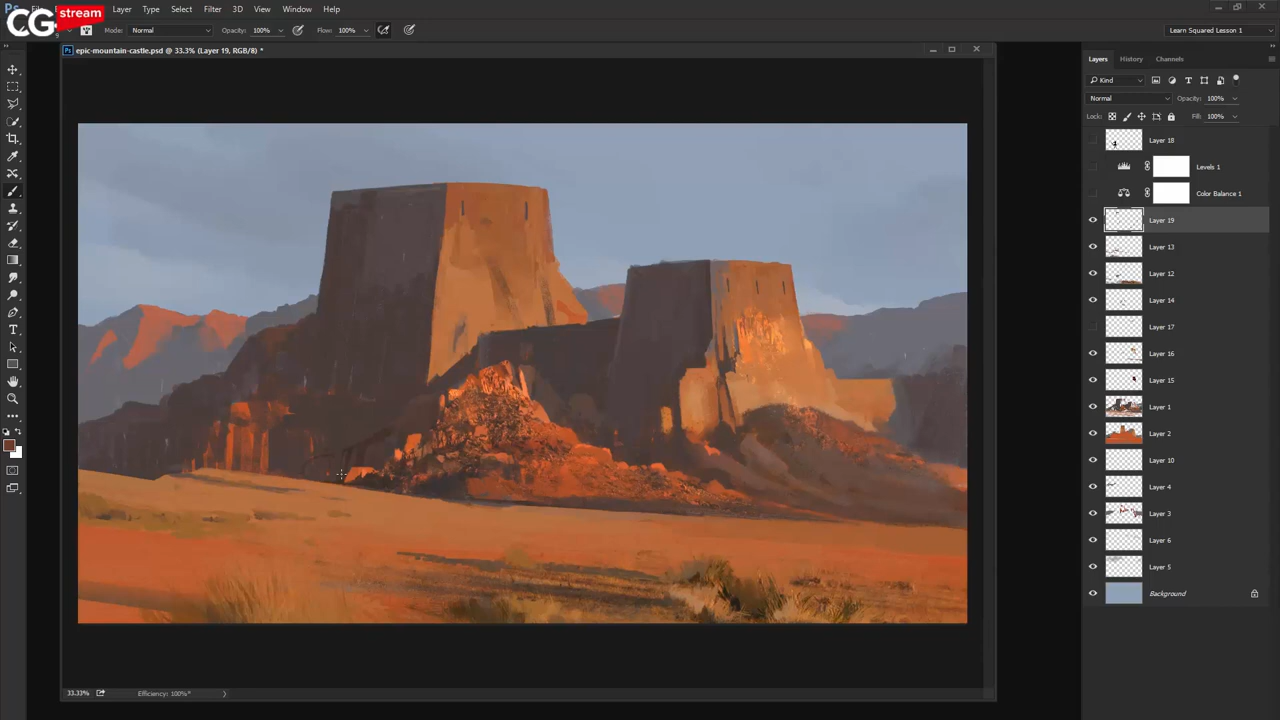 CG stream
Layer Type Select Filter 3D View Window Help
Mode: Normal Opacity: 100% Flow: 100% Learn Squared Lesson 1
Ps epic-mountain-castle.psd @ 33.3% (Layer 19, RGB/8) *
Layers History Channels
Kind
Normal Opacity: 100%
Lock: Fill: 100%
Layer 18
Levels 1
Color Balance 1
Layer 19
Layer 13
Layer 12
Layer 14
Layer 17
Layer 16
Layer 15
Layer 1
Layer 2
Layer 10
Layer 4
Layer 3
Layer 6
Layer 5
Background
33.33% Efficiency: 100%*